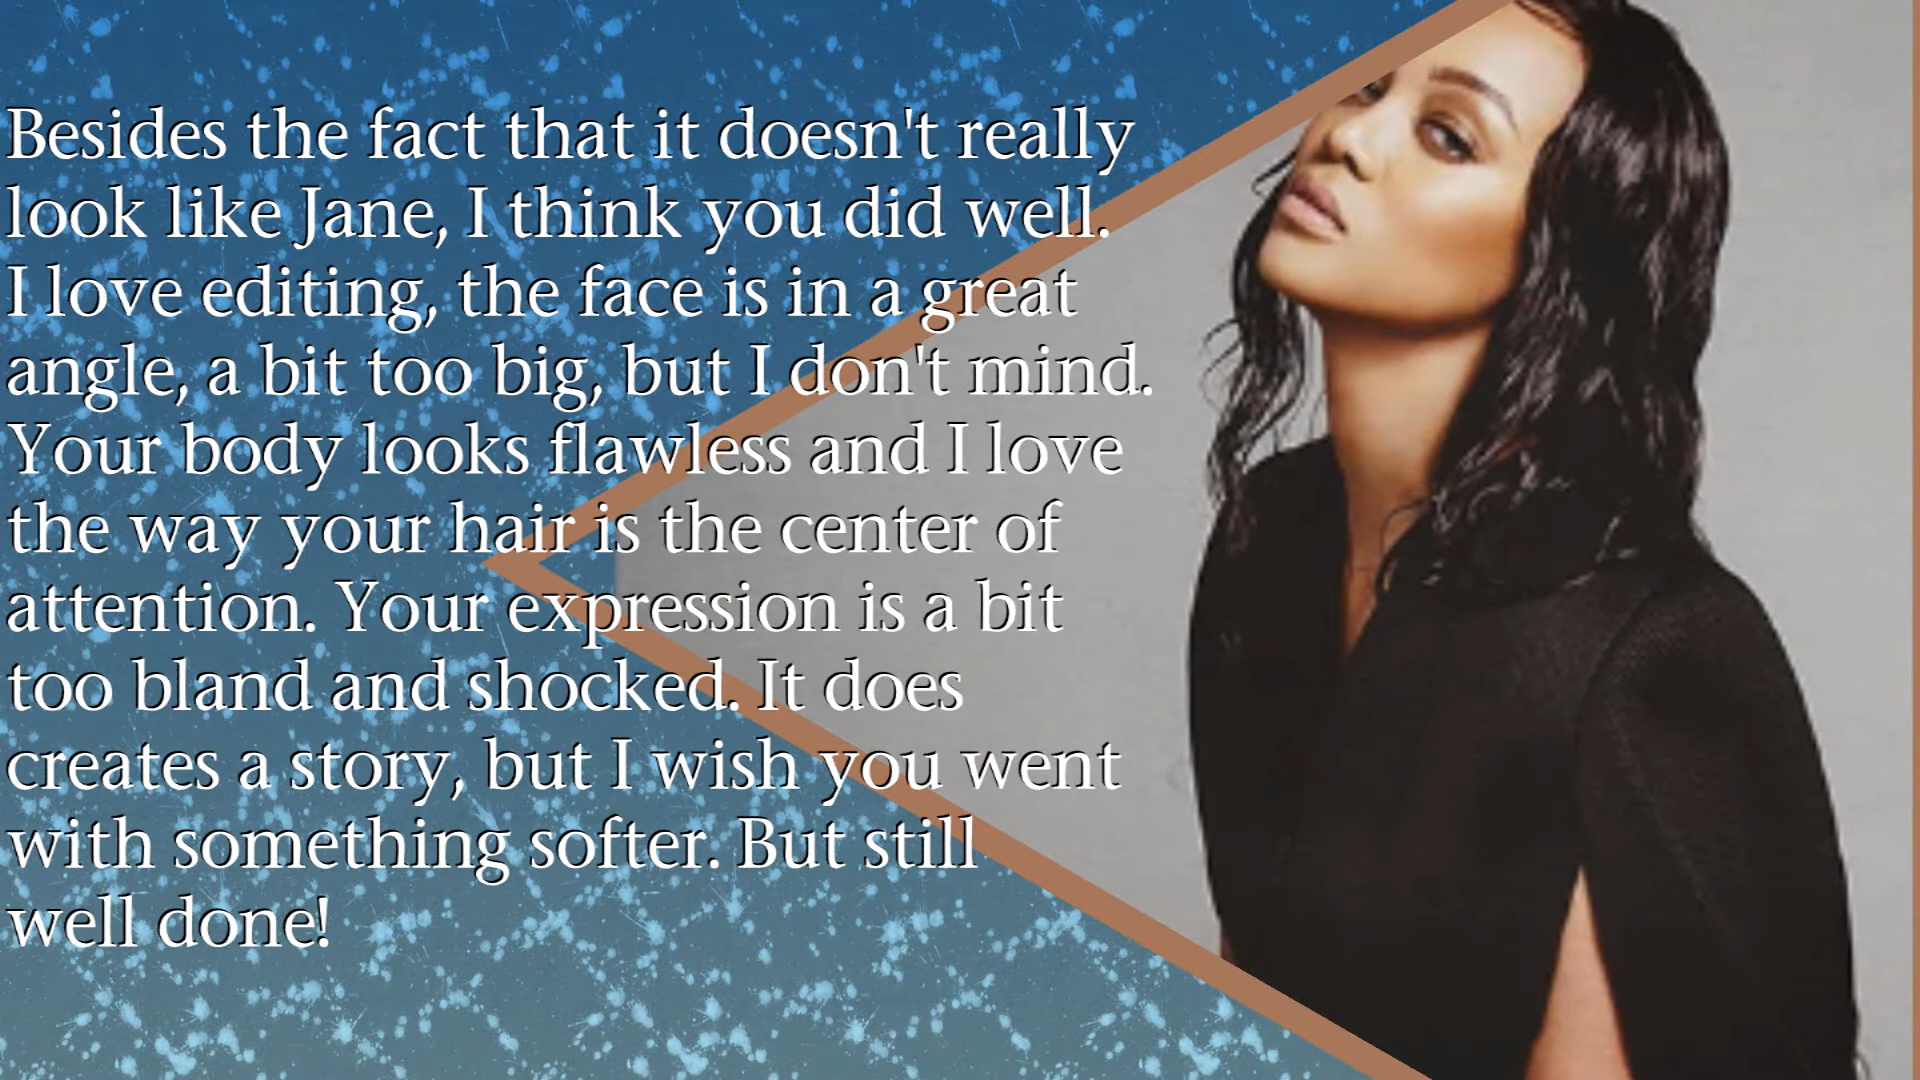 Besides the fact that it doesn't really
look like Jane, I think you did well.
I love editing, the face is in a great
angle, a bit too big, but I don't mind.
Your body looks flawless and I love
the way your hair is the center of
attention. Your expression is a bit
too bland and shocked. It does
creates a story, but I wish you went
with something softer. But still
well done!